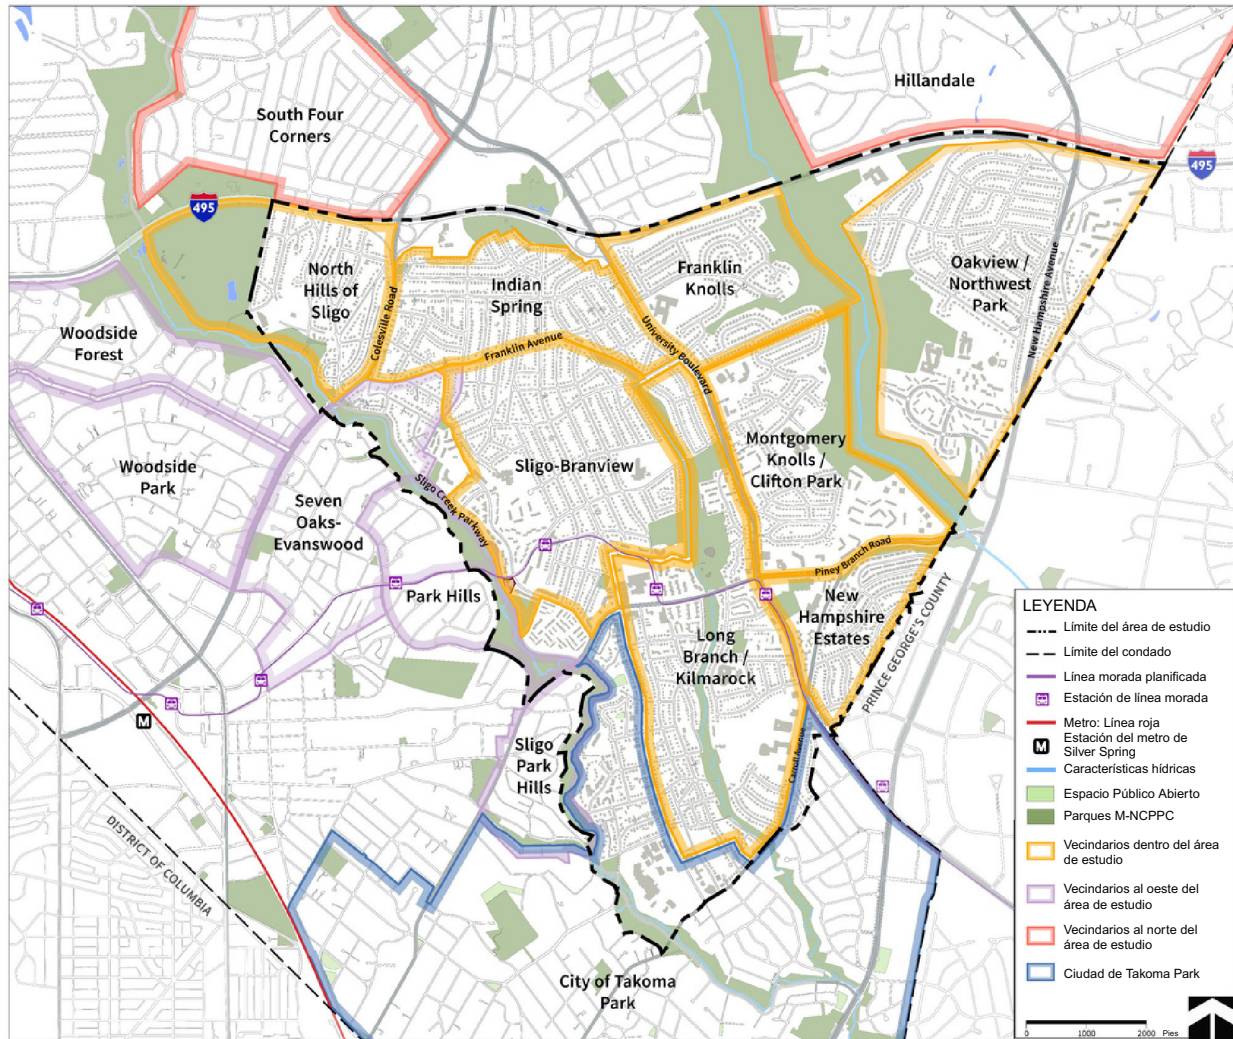 Hillandale
South Four
Corners
495
495
North
Hills of
Sligo
Indian
Spring
Franklin
Knolls
Oakview /
Northwest
Park
New Hampshire Avenue
Colesville Road
Franklin Avenue
University Boulevard
Woodside
Forest
Woodside
Park
Seven
Oaks-
Evanswood
Sligo-Branview
Montgomery
Knolls /
Clifton Park
Sligo Creek Parkway
Piney Branch Road
Park Hills
New
Hampshire
Estates
Long
Branch /
Kilmarock
PRINCE GEORGE'S COUNTY
M
Sligo
Park
Hills
Carroll Avenue
DISTRICT OF COLUMBIA
City of Takoma
Park
LEYENDA
Límite del área de estudio
Límite del condado
Línea morada planificada
Estación de línea morada
Metro: Línea roja
M
Estación del metro de
Silver Spring
Características hídricas
Espacio Público Abierto
Parques M-NCPPC
Vecindarios dentro del área
de estudio
Vecindarios al oeste del
área de estudio
Vecindarios al norte del
área de estudio
Ciudad de Takoma Park
0 1000 2000 Pies